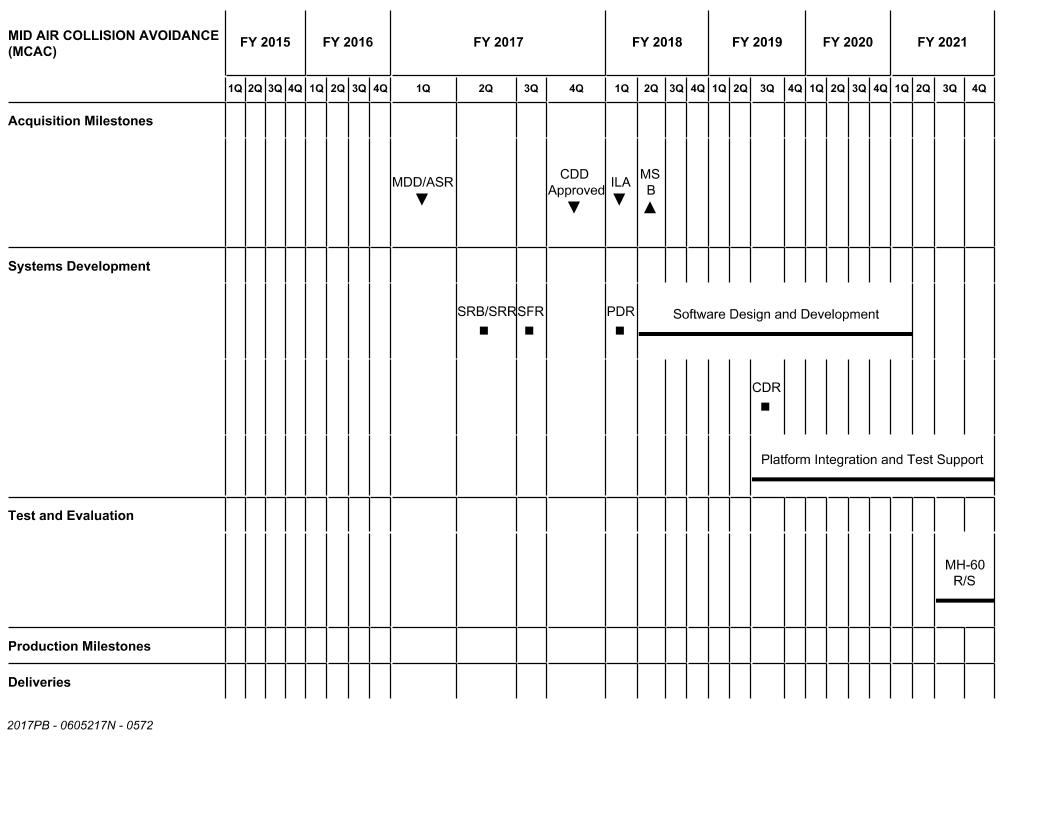 MID AIR COLLISION AVOIDANCE
(MCAC)
FY 2015 FY 2016 FY 2017 FY 2018 FY 2019 FY 2020 FY 2021
1Q 2Q 3Q 4Q 1Q 2Q 3Q 4Q 1Q 2Q 3Q 4Q 1Q 2Q 3Q 4Q 1Q 2Q 3Q 4Q 1Q 2Q 3Q 4Q 1Q 2Q 3Q 4Q
Acquisition Milestones
MDD/ASR
CDD
Approved
ILA
MS
B
Systems Development
SRB/SRR
SFR
PDR
Software Design and Development
CDR
Platform Integration and Test Support
Test and Evaluation
MH-60
R/S
Production Milestones
Deliveries
2017PB - 0605217N - 0572